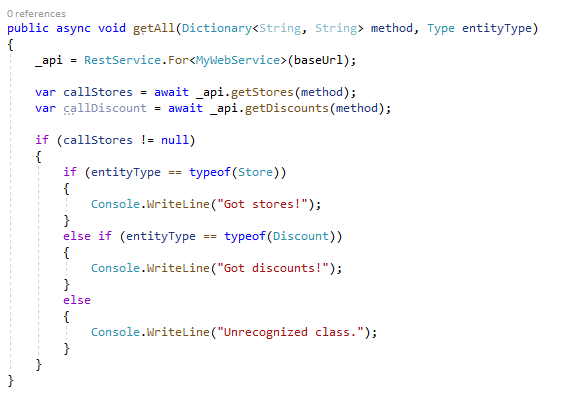 0 references
public async void getAll(Dictionary<String, String> method, Type entityType)
{
    _api = RestService.For<MyWebService>(baseUrl);

    var callStores = await _api.getStores(method);
    var callDiscount = await _api.getDiscounts(method);

    if (callStores != null)
    {
        if (entityType == typeof(Store))
        {
            Console.WriteLine("Got stores!");
        }
        else if (entityType == typeof(Discount))
        {
            Console.WriteLine("Got discounts!");
        }
        else
        {
            Console.WriteLine("Unrecognized class.");
        }
    }
}